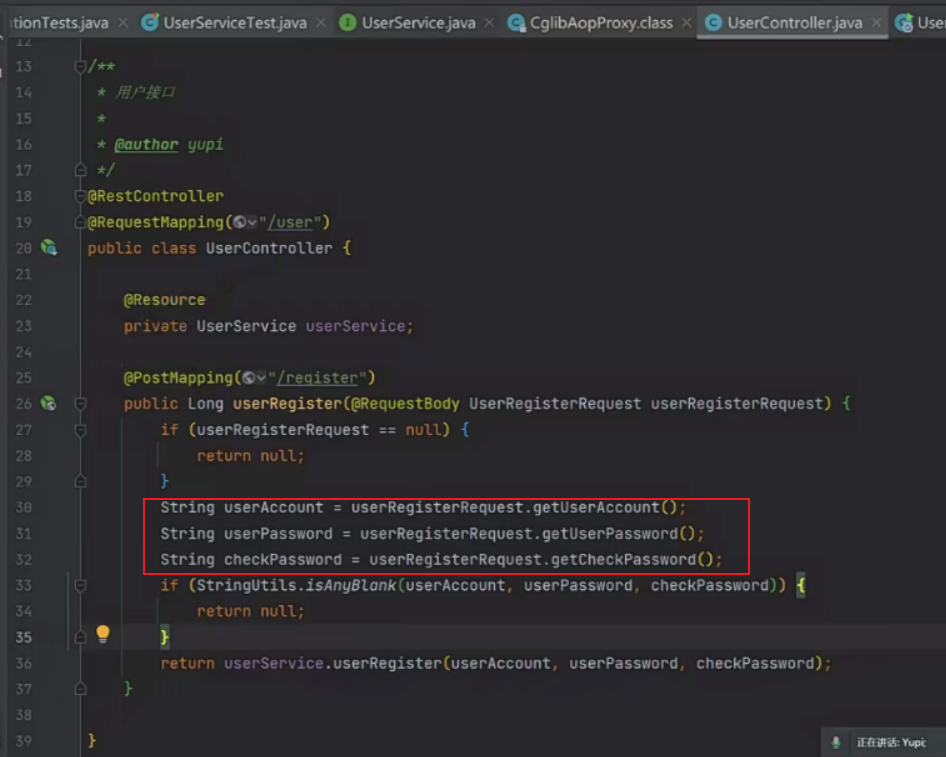 tionTests.java × UserServiceTest.java × UserService.java × CglibAopProxy.class × UserController.java × User
12
13 /**
14 * 用户接口
15 *
16 * @author yupi
17 */
18 @RestController
19 @RequestMapping("/user")
20 public class UserController {
21
22 @Resource
23 private UserService userService;
24
25 @PostMapping("/register")
26 public Long userRegister(@RequestBody UserRegisterRequest userRegisterRequest) {
27 if (userRegisterRequest == null) {
28 return null;
29 }
30 String userAccount = userRegisterRequest.getUserAccount();
31 String userPassword = userRegisterRequest.getUserPassword();
32 String checkPassword = userRegisterRequest.getCheckPassword();
33 if (StringUtils.isAnyBlank(userAccount, userPassword, checkPassword)) {
34 return null;
35 }
36 return userService.userRegister(userAccount, userPassword, checkPassword);
37 }
38
39 }
正在讲话: Yupi;